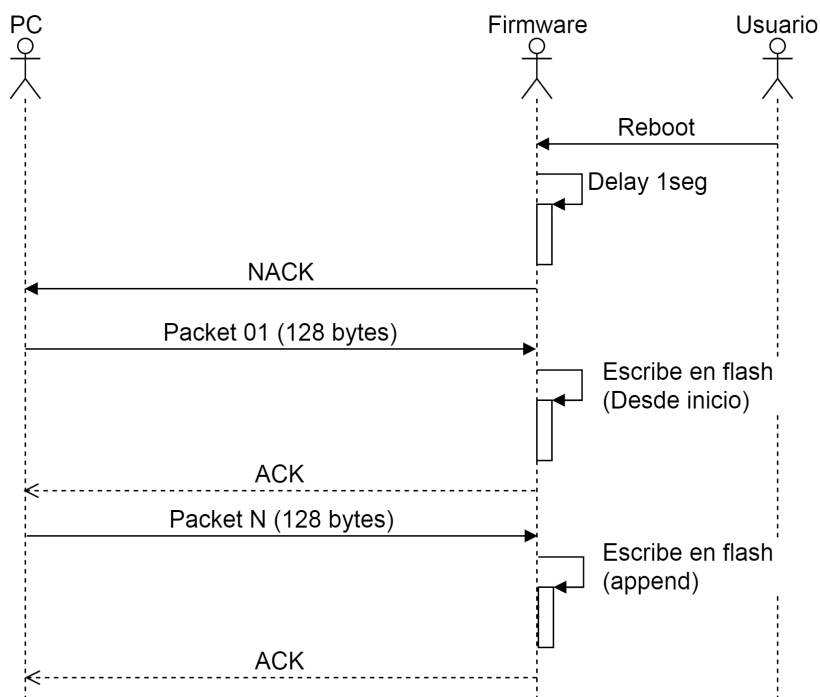 PC
Firmware
Usuario
Reboot
Delay 1seg
NACK
Packet 01 (128 bytes)
Escribe en flash
(Desde inicio)
ACK
Packet N (128 bytes)
Escribe en flash
(append)
ACK